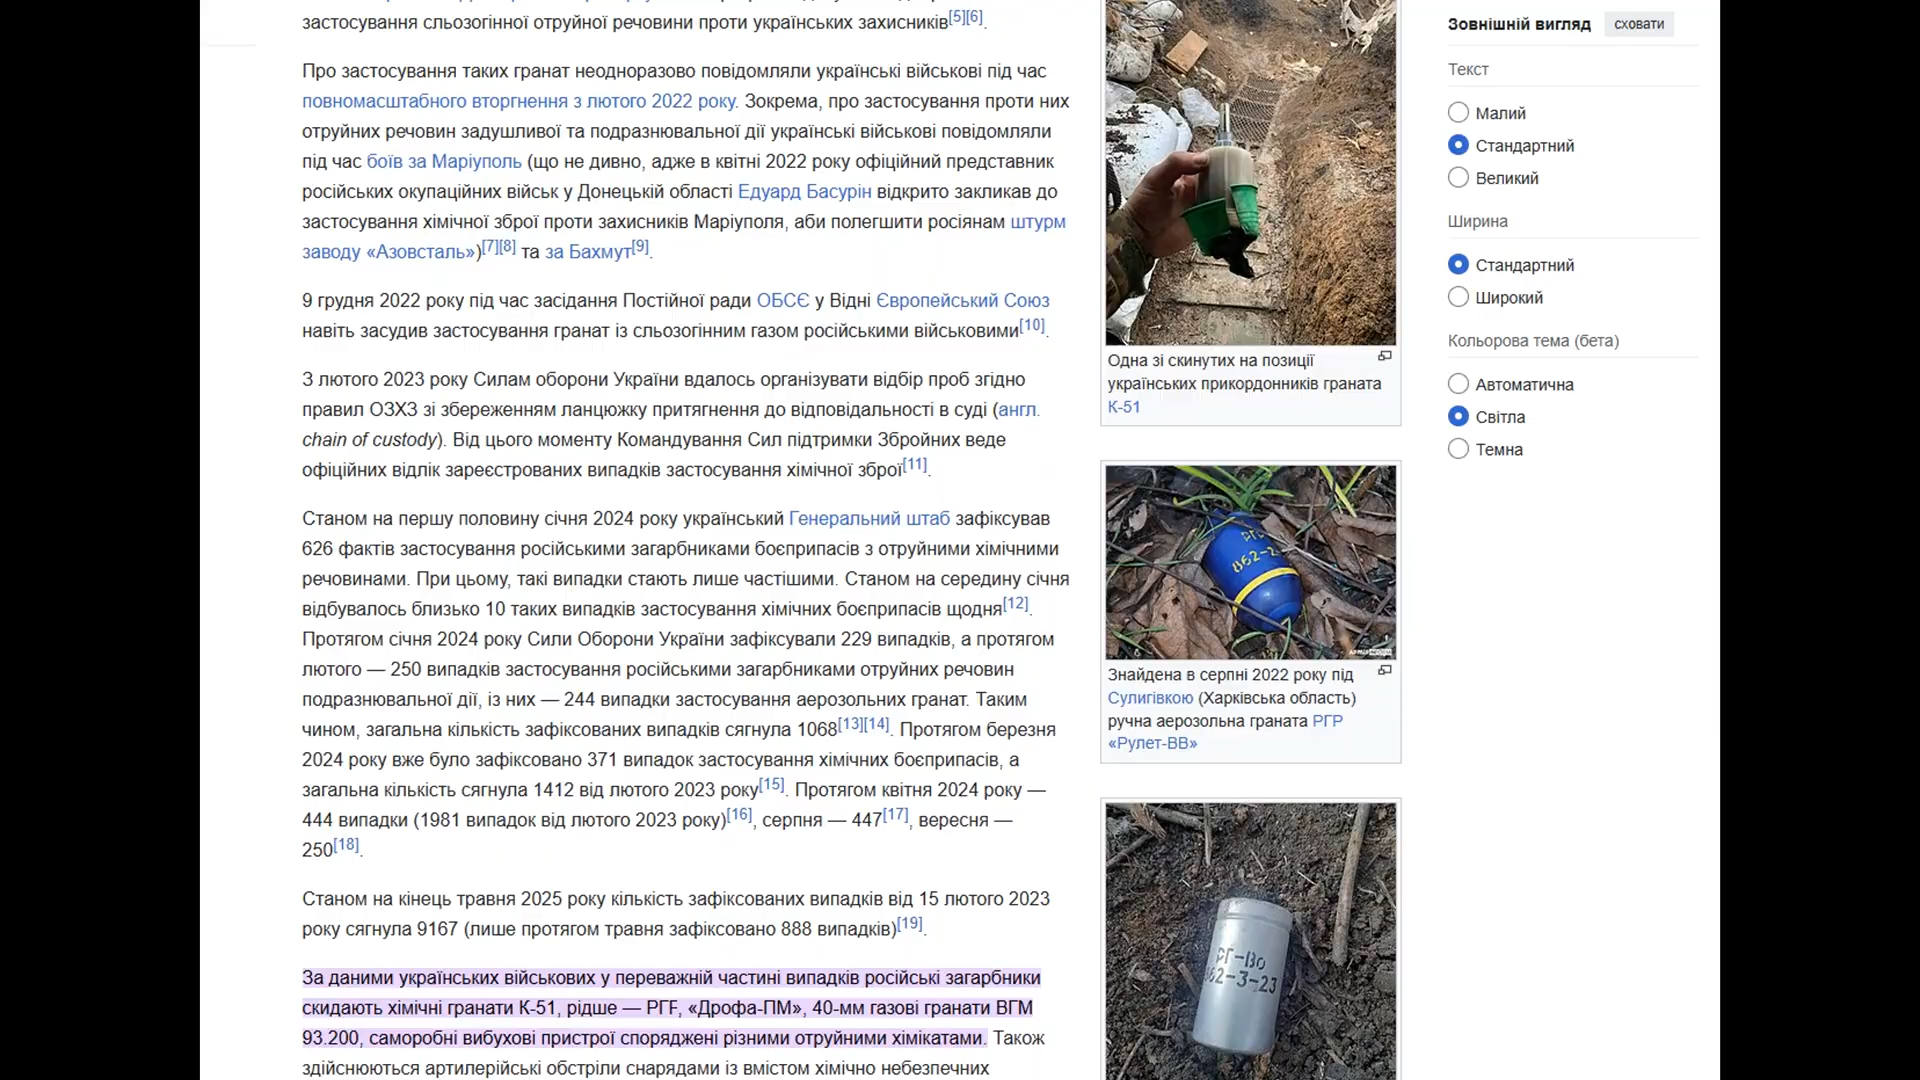 застосування сльозогінної отруйної речовини проти українських захисників[5][6].
Про застосування таких гранат неодноразово повідомляли українські військові під час
повномасштабного вторгнення з лютого 2022 року. Зокрема, про застосування проти них
отруйних речовин задушливої та подразнювальної дії українські військові повідомляли
під час боїв за Маріуполь (що не дивно, адже в квітні 2022 року офіційний представник
російських окупаційних військ у Донецькій області Едуард Басурін відкрито закликав до
застосування хімічної зброї проти захисників Маріуполя, аби полегшити росіянам штурм
заводу «Азовсталь»)[7][8] та за Бахмут[9].
9 грудня 2022 року під час засідання Постійної ради ОБСЄ у Відні Європейський Союз
навіть засудив застосування гранат із сльозогінним газом російськими військовими[10].
З лютого 2023 року Силам оборони України вдалось організувати відбір проб згідно
правил ОЗХЗ зі збереженням ланцюжку притягнення до відповідальності в суді (англ.
chain of custody). Від цього моменту Командування Сил підтримки Збройних веде
офіційних відлік зареєстрованих випадків застосування хімічної зброї[11].
Станом на першу половину січня 2024 року український Генеральний штаб зафіксував
626 фактів застосування російськими загарбниками боєприпасів з отруйними хімічними
речовинами. При цьому, такі випадки стають лише частішими. Станом на середину січня
відбувалось близько 10 таких випадків застосування хімічних боєприпасів щодня[12].
Протягом січня 2024 року Сили Оборони України зафіксували 229 випадків, а протягом
лютого — 250 випадків застосування російськими загарбниками отруйних речовин
подразнювальної дії, із них — 244 випадки застосування аерозольних гранат. Таким
чином, загальна кількість зафіксованих випадків сягнула 1068[13][14]. Протягом березня
2024 року вже було зафіксовано 371 випадок застосування хімічних боєприпасів, а
загальна кількість сягнула 1412 від лютого 2023 року[15]. Протягом квітня 2024 року —
444 випадки (1981 випадок від лютого 2023 року)[16], серпня — 447[17], вересня —
250[18].
Станом на кінець травня 2025 року кількість зафіксованих випадків від 15 лютого 2023
року сягнула 9167 (лише протягом травня зафіксовано 888 випадків)[19].
За даними українських військових у переважній частині випадків російські загарбники
скидають хімічні гранати К-51, рідше — РГР, «Дрофа-ПМ», 40-мм газові гранати ВГМ
93.200, саморобні вибухові пристрої споряджені різними отруйними хімікатами. Також
здійснюються артилерійські обстріли снарядами із вмістом хімічно небезпечних
Одна зі скинутих на позиції
українських прикордонників граната
К-51
862-2
Знайдена в серпні 2022 року під
Сулигівкою (Харківська область)
ручна аерозольна граната РГР
«Рулет-ВВ»
РГ-Во
862-3-23
Зовнішній вигляд
сховати
Текст
Малий
Стандартний
Великий
Ширина
Стандартний
Широкий
Кольорова тема (бета)
Автоматична
Світла
Темна